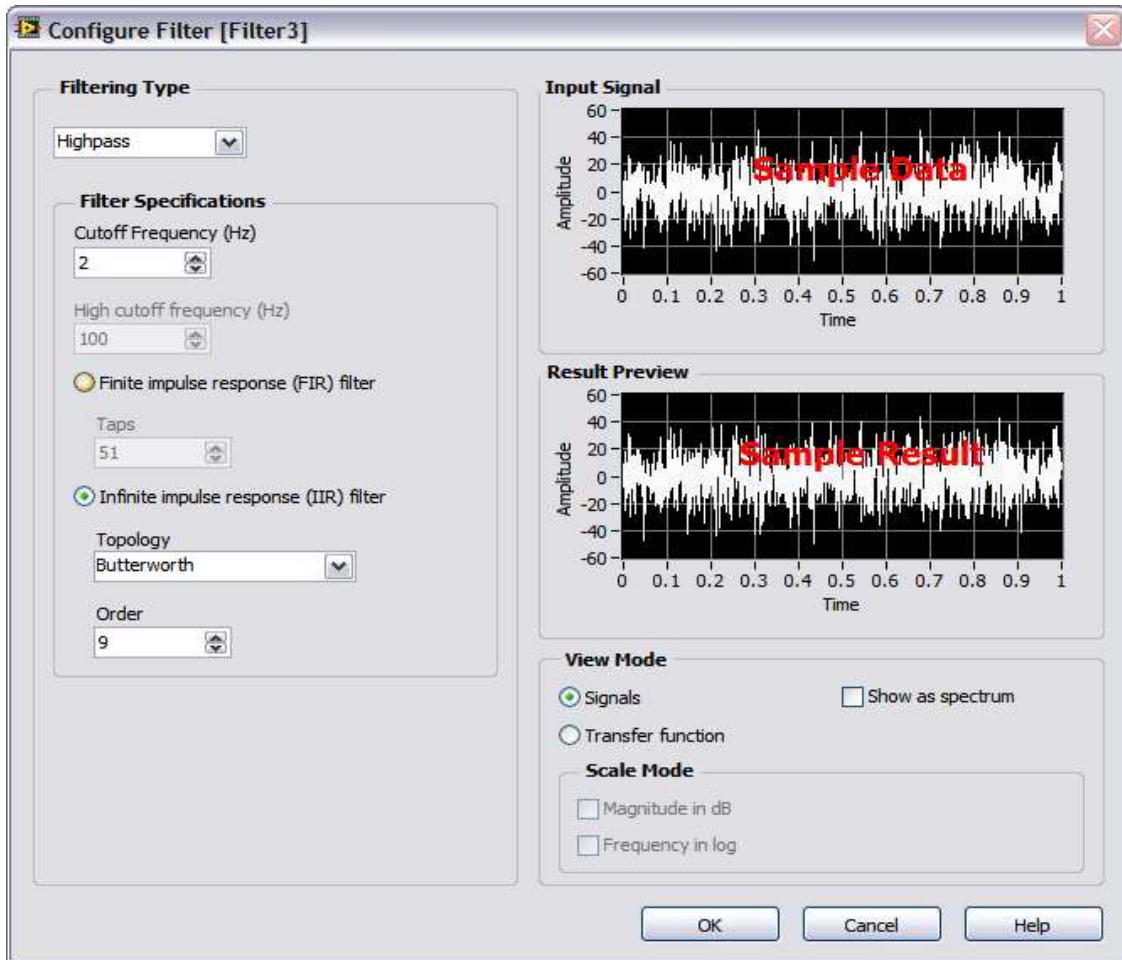 Configure Filter [Filter3]
Filtering Type
Highpass
Filter Specifications
Cutoff Frequency (Hz)
2
High cutoff frequency (Hz)
100
Finite impulse response (FIR) filter
Taps
51
Infinite impulse response (IIR) filter
Topology
Butterworth
Order
9
Input Signal
Amplitude
60
40
20
0
-20
-40
-60
Sample Data
0 0.1 0.2 0.3 0.4 0.5 0.6 0.7 0.8 0.9 1
Time
Result Preview
Amplitude
60
40
20
0
-20
-40
-60
Sample Result
0 0.1 0.2 0.3 0.4 0.5 0.6 0.7 0.8 0.9 1
Time
View Mode
Signals Show as spectrum
Transfer function
Scale Mode
Magnitude in dB
Frequency in log
OK Cancel Help